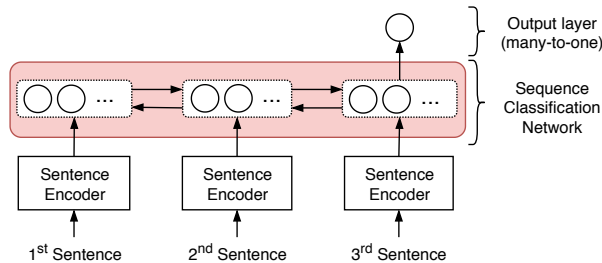 Output layer
(many-to-one)
... ... ...
Sequence
Classification
Network
Sentence
Encoder
Sentence
Encoder
Sentence
Encoder
1st Sentence
2nd Sentence
3rd Sentence